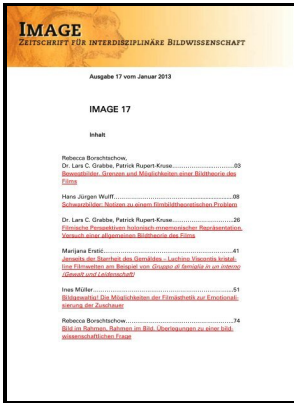 IMAGE
ZEITSCHRIFT FÜR INTERDISZIPLINÄRE BILDWISSENSCHAFT
Ausgabe 17 vom Januar 2013
IMAGE 17
Inhalt
Rebecca Borschtschow,
Dr. Lars C. Grabbe, Patrick Rupert-Kruse..................................03
Bewegtbilder. Grenzen und Möglichkeiten einer Bildtheorie des
Films
Hans Jürgen Wulff..................................08
Schwarzbilder: Notizen zu einem filmbildtheoretischen Problem
Dr. Lars C. Grabbe, Patrick Rupert-Kruse..................................26
Filmische Perspektiven holonisch-mnemonischer Repräsentation.
Versuch einer allgemeinen Bildtheorie des Films
Marijana Erstić..................................41
Jenseits der Starrheit des Gemäldes – Luchino Viscontis kristal-
line Filmwelten am Beispiel von Gruppo di famiglia in un interno
(Gewalt und Leidenschaft)
Ines Müller..................................51
Bildgewaltig! Die Möglichkeiten der Filmästhetik zur Emotionali-
sierung der Zuschauer
Rebecca Borschtschow..................................74
Bild im Rahmen, Rahmen im Bild. Überlegungen zu einer bild-
wissenschaftlichen Frage